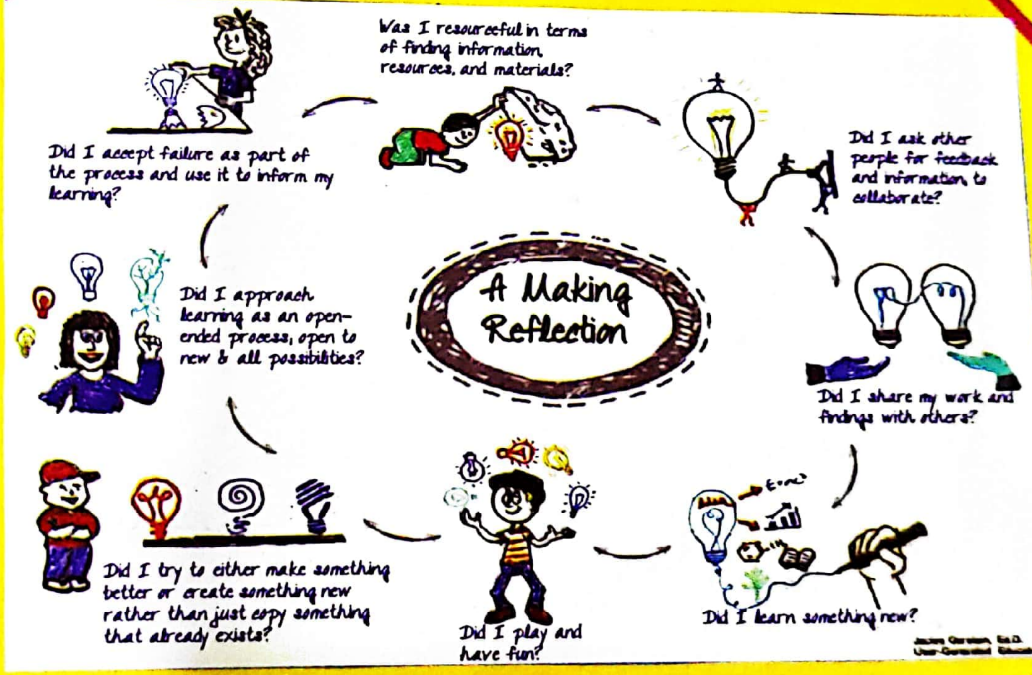 A Making
Reflection
Was I resourceful in terms
of finding information,
resources, and materials?
Did I ask other
people for feedback
and information, to
collaborate?
Did I share my work and
findings with others?
Did I learn something new?
Did I play and
have fun?
Did I try to either make something
better or create something new
rather than just copy something
that already exists?
Did I approach
learning as an open-
ended process, open to
new & all possibilities?
Did I accept failure as part of
the process and use it to inform my
learning?
Ed.D.
User-Generated